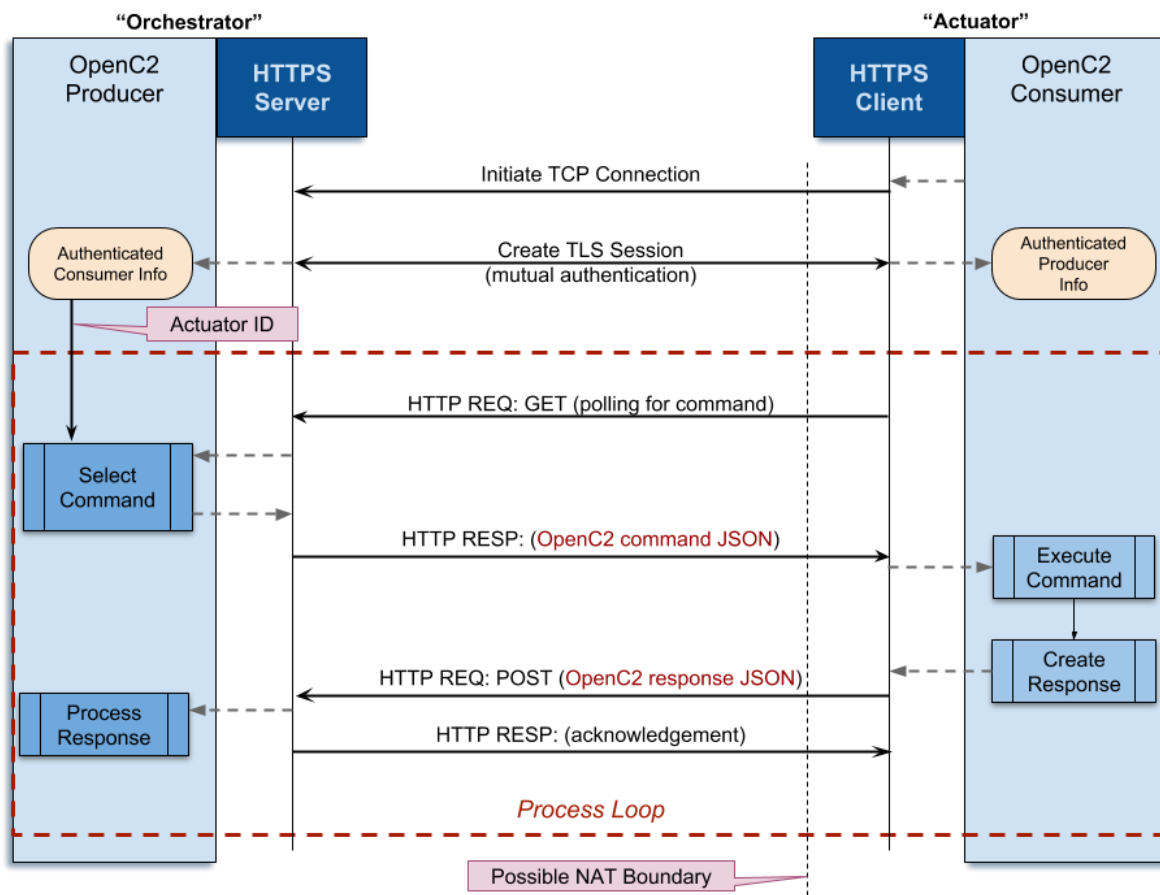 “Orchestrator”
“Actuator”
OpenC2
Producer
HTTPS
Server
HTTPS
Client
OpenC2
Consumer
Initiate TCP Connection
Authenticated
Consumer Info
Create TLS Session
(mutual authentication)
Authenticated
Producer
Info
Actuator ID
HTTP REQ: GET (polling for command)
Select
Command
HTTP RESP: (OpenC2 command JSON)
Execute
Command
HTTP REQ: POST (OpenC2 response JSON)
Create
Response
Process
Response
HTTP RESP: (acknowledgement)
Process Loop
Possible NAT Boundary